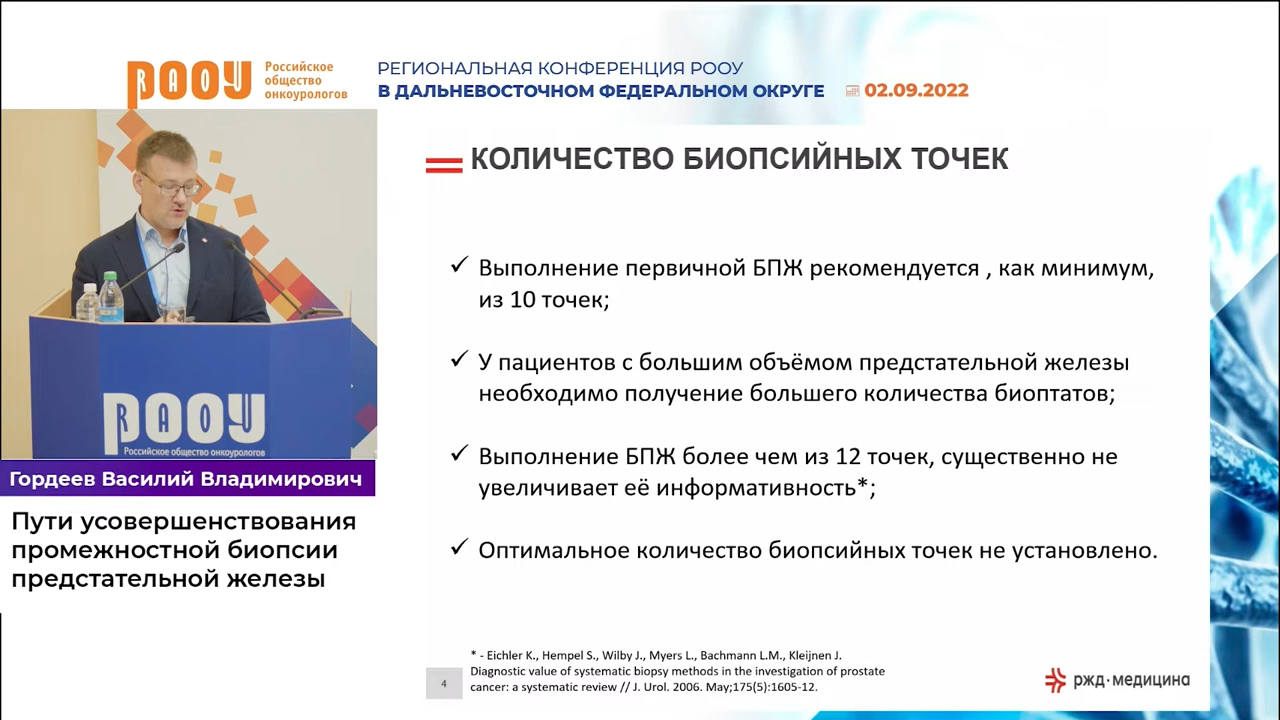 РООУ
RAOU
Российское
общество
онкоурологов
РЕГИОНАЛЬНАЯ КОНФЕРЕНЦИЯ РООУ
В ДАЛЬНЕВОСТОЧНОМ ФЕДЕРАЛЬНОМ ОКРУГЕ 02.09.2022
КОЛИЧЕСТВО БИОПСИЙНЫХ ТОЧЕК
Выполнение первичной БПЖ рекомендуется , как минимум,
из 10 точек;
У пациентов с большим объёмом предстательной железы
необходимо получение большего количества биоптатов;
Выполнение БПЖ более чем из 12 точек, существенно не
увеличивает её информативность*;
Оптимальное количество биопсийных точек не установлено.
* - Eichler K., Hempel S., Wilby J., Myers L., Bachmann L.M., Kleijnen J.
Diagnostic value of systematic biopsy methods in the investigation of prostate
cancer: a systematic review // J. Urol. 2006. May;175(5):1605-12.
4
ржд·медицина
РООУ
RAOU
Российское общество онкоурологов
Гордеев Василий Владимирович
Пути усовершенствования
промежностной биопсии
предстательной железы